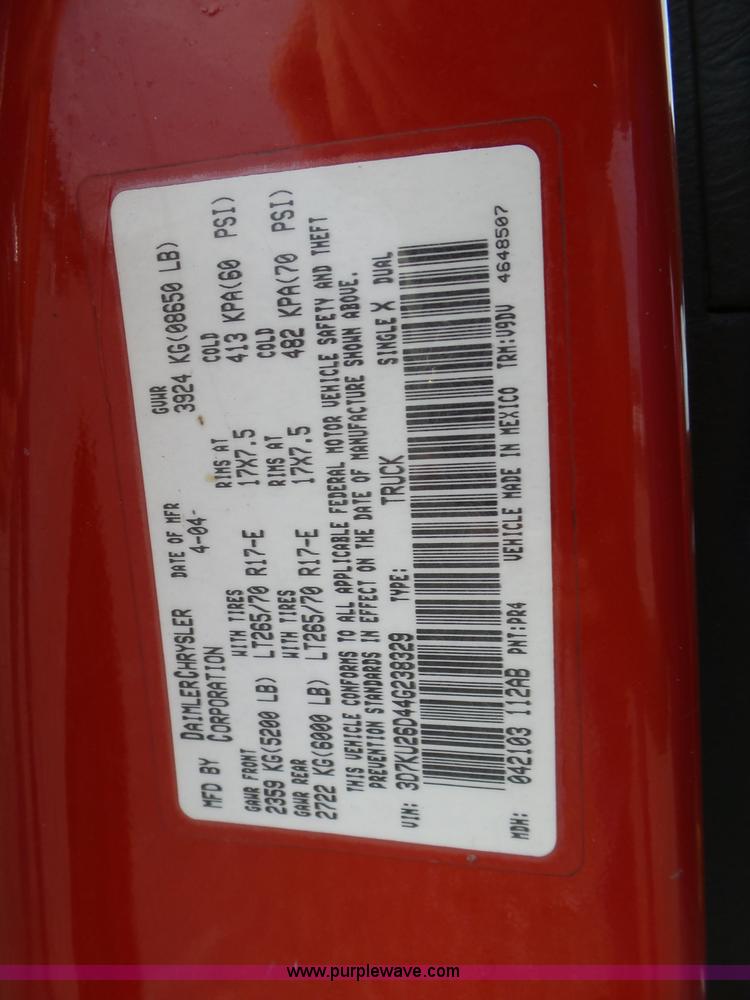 MFD BY DAIMLERCHRYSLER CORPORATION DATE OF MFR 4-04- GVWR 3924 KG(08650 LB)
GAWR FRONT WITH TIRES RIMS AT COLD
2359 KG(5200 LB) LT265/70 R17-E 17X7.5 413 KPA(60 PSI)
GAWR REAR WITH TIRES RIMS AT COLD
2722 KG(6000 LB) LT265/70 R17-E 17X7.5 482 KPA(70 PSI)
THIS VEHICLE CONFORMS TO ALL APPLICABLE FEDERAL MOTOR VEHICLE SAFETY AND THEFT
PREVENTION STANDARDS IN EFFECT ON THE DATE OF MANUFACTURE SHOWN ABOVE.
VIN: 3D7KU26D44G238329 TYPE: TRUCK SINGLE X DUAL
MDH: 042103 112AB PNT:PR4 VEHICLE MADE IN MEXICO TRM:V9DV 4648507
www.purplewave.com